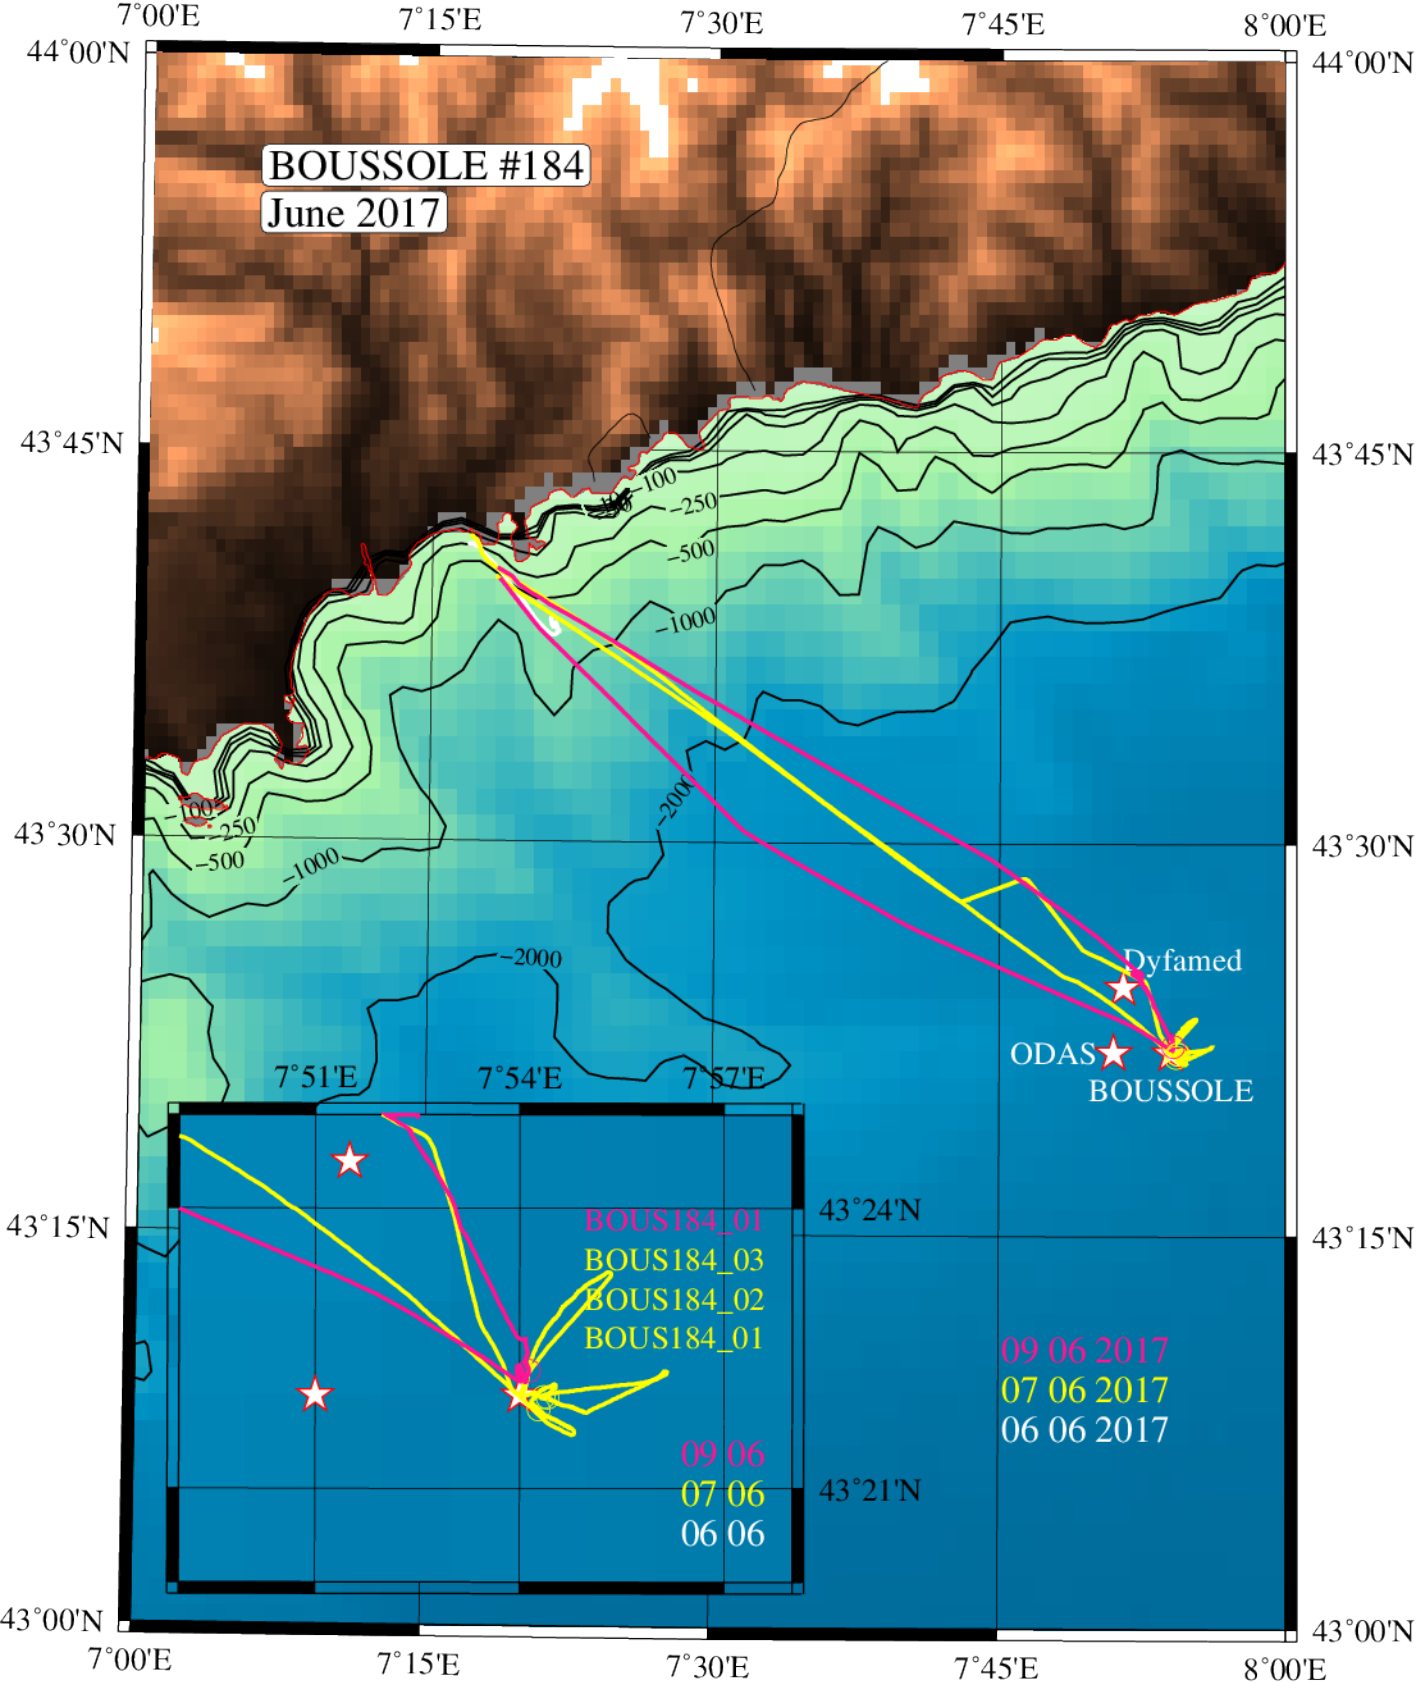 7°00'E 7°15'E 7°30'E 7°45'E 8°00'E
44°00'N 44°00'N
BOUSSOLE #184
June 2017
43°45'N 43°45'N
-100
-250
-500
-1000
-2000
-100
-250
-500
-1000
43°30'N 43°30'N
-2000
Dyfamed
ODAS
BOUSSOLE
7°51'E 7°54'E 7°57'E
43°24'N
BOUS184_01
BOUS184_03
BOUS184_02
BOUS184_01
43°15'N 43°15'N
09 06 2017
07 06 2017
06 06 2017
09 06
07 06
06 06
43°21'N
43°00'N 43°00'N
7°00'E 7°15'E 7°30'E 7°45'E 8°00'E